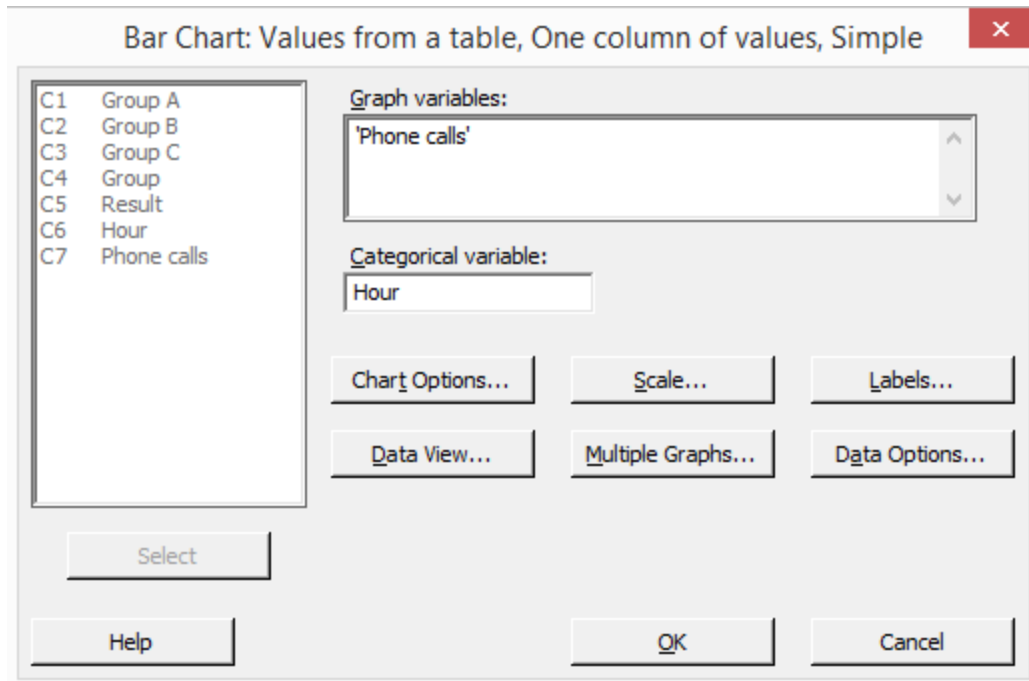 Bar Chart: Values from a table, One column of values, Simple
C1 Group A
C2 Group B
C3 Group C
C4 Group
C5 Result
C6 Hour
C7 Phone calls
Graph variables:
'Phone calls'
Categorical variable:
Hour
Chart Options... Scale... Labels...
Data View... Multiple Graphs... Data Options...
Select
Help OK Cancel